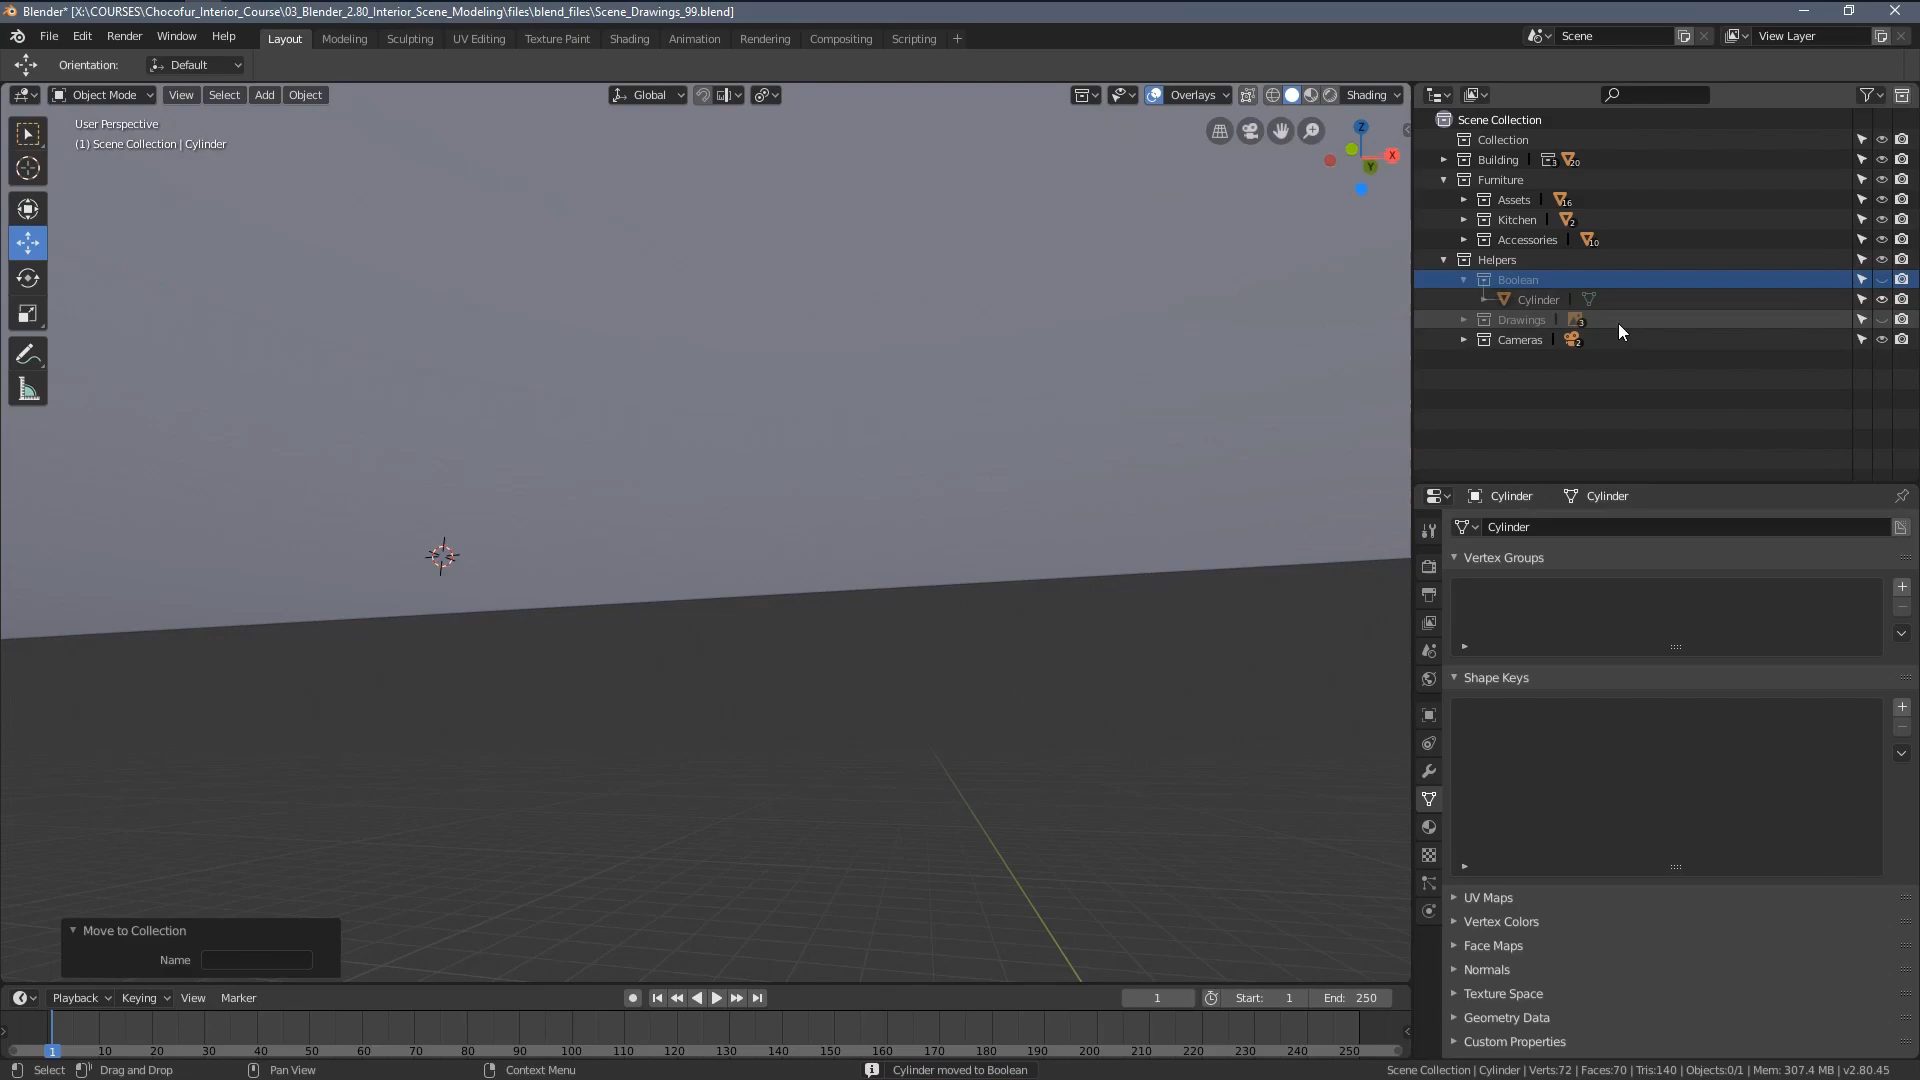 Blender* [X:\COURSES\Chocofur_Interior_Course\03_Blender_2.80_Interior_Scene_Modeling\files\blend_files\Scene_Drawings_99.blend]
File Edit Render Window Help
Layout Modeling Sculpting UV Editing Texture Paint Shading Animation Rendering Compositing Scripting +
Scene
View Layer
Orientation: Default
Object Mode View Select Add Object
Global
Overlays
Shading
User Perspective
(1) Scene Collection | Cylinder
Z
X
Y
Scene Collection
Collection
Building 3 20
Furniture
Assets 16
Kitchen 2
Accessories 10
Helpers
Boolean
Cylinder
Drawings 3
Cameras 2
Cylinder Cylinder
Cylinder
Vertex Groups
Shape Keys
UV Maps
Vertex Colors
Face Maps
Normals
Texture Space
Geometry Data
Custom Properties
Move to Collection
Name
Playback Keying View Marker
1
Start: 1
End: 250
1 10 20 30 40 50 60 70 80 90 100 110 120 130 140 150 160 170 180 190 200 210 220 230 240 250
Select Drag and Drop Pan View Context Menu
Cylinder moved to Boolean
Scene Collection | Cylinder | Verts:72 | Faces:70 | Tris:140 | Objects:0/1 | Mem: 307.4 MB | v2.80.45